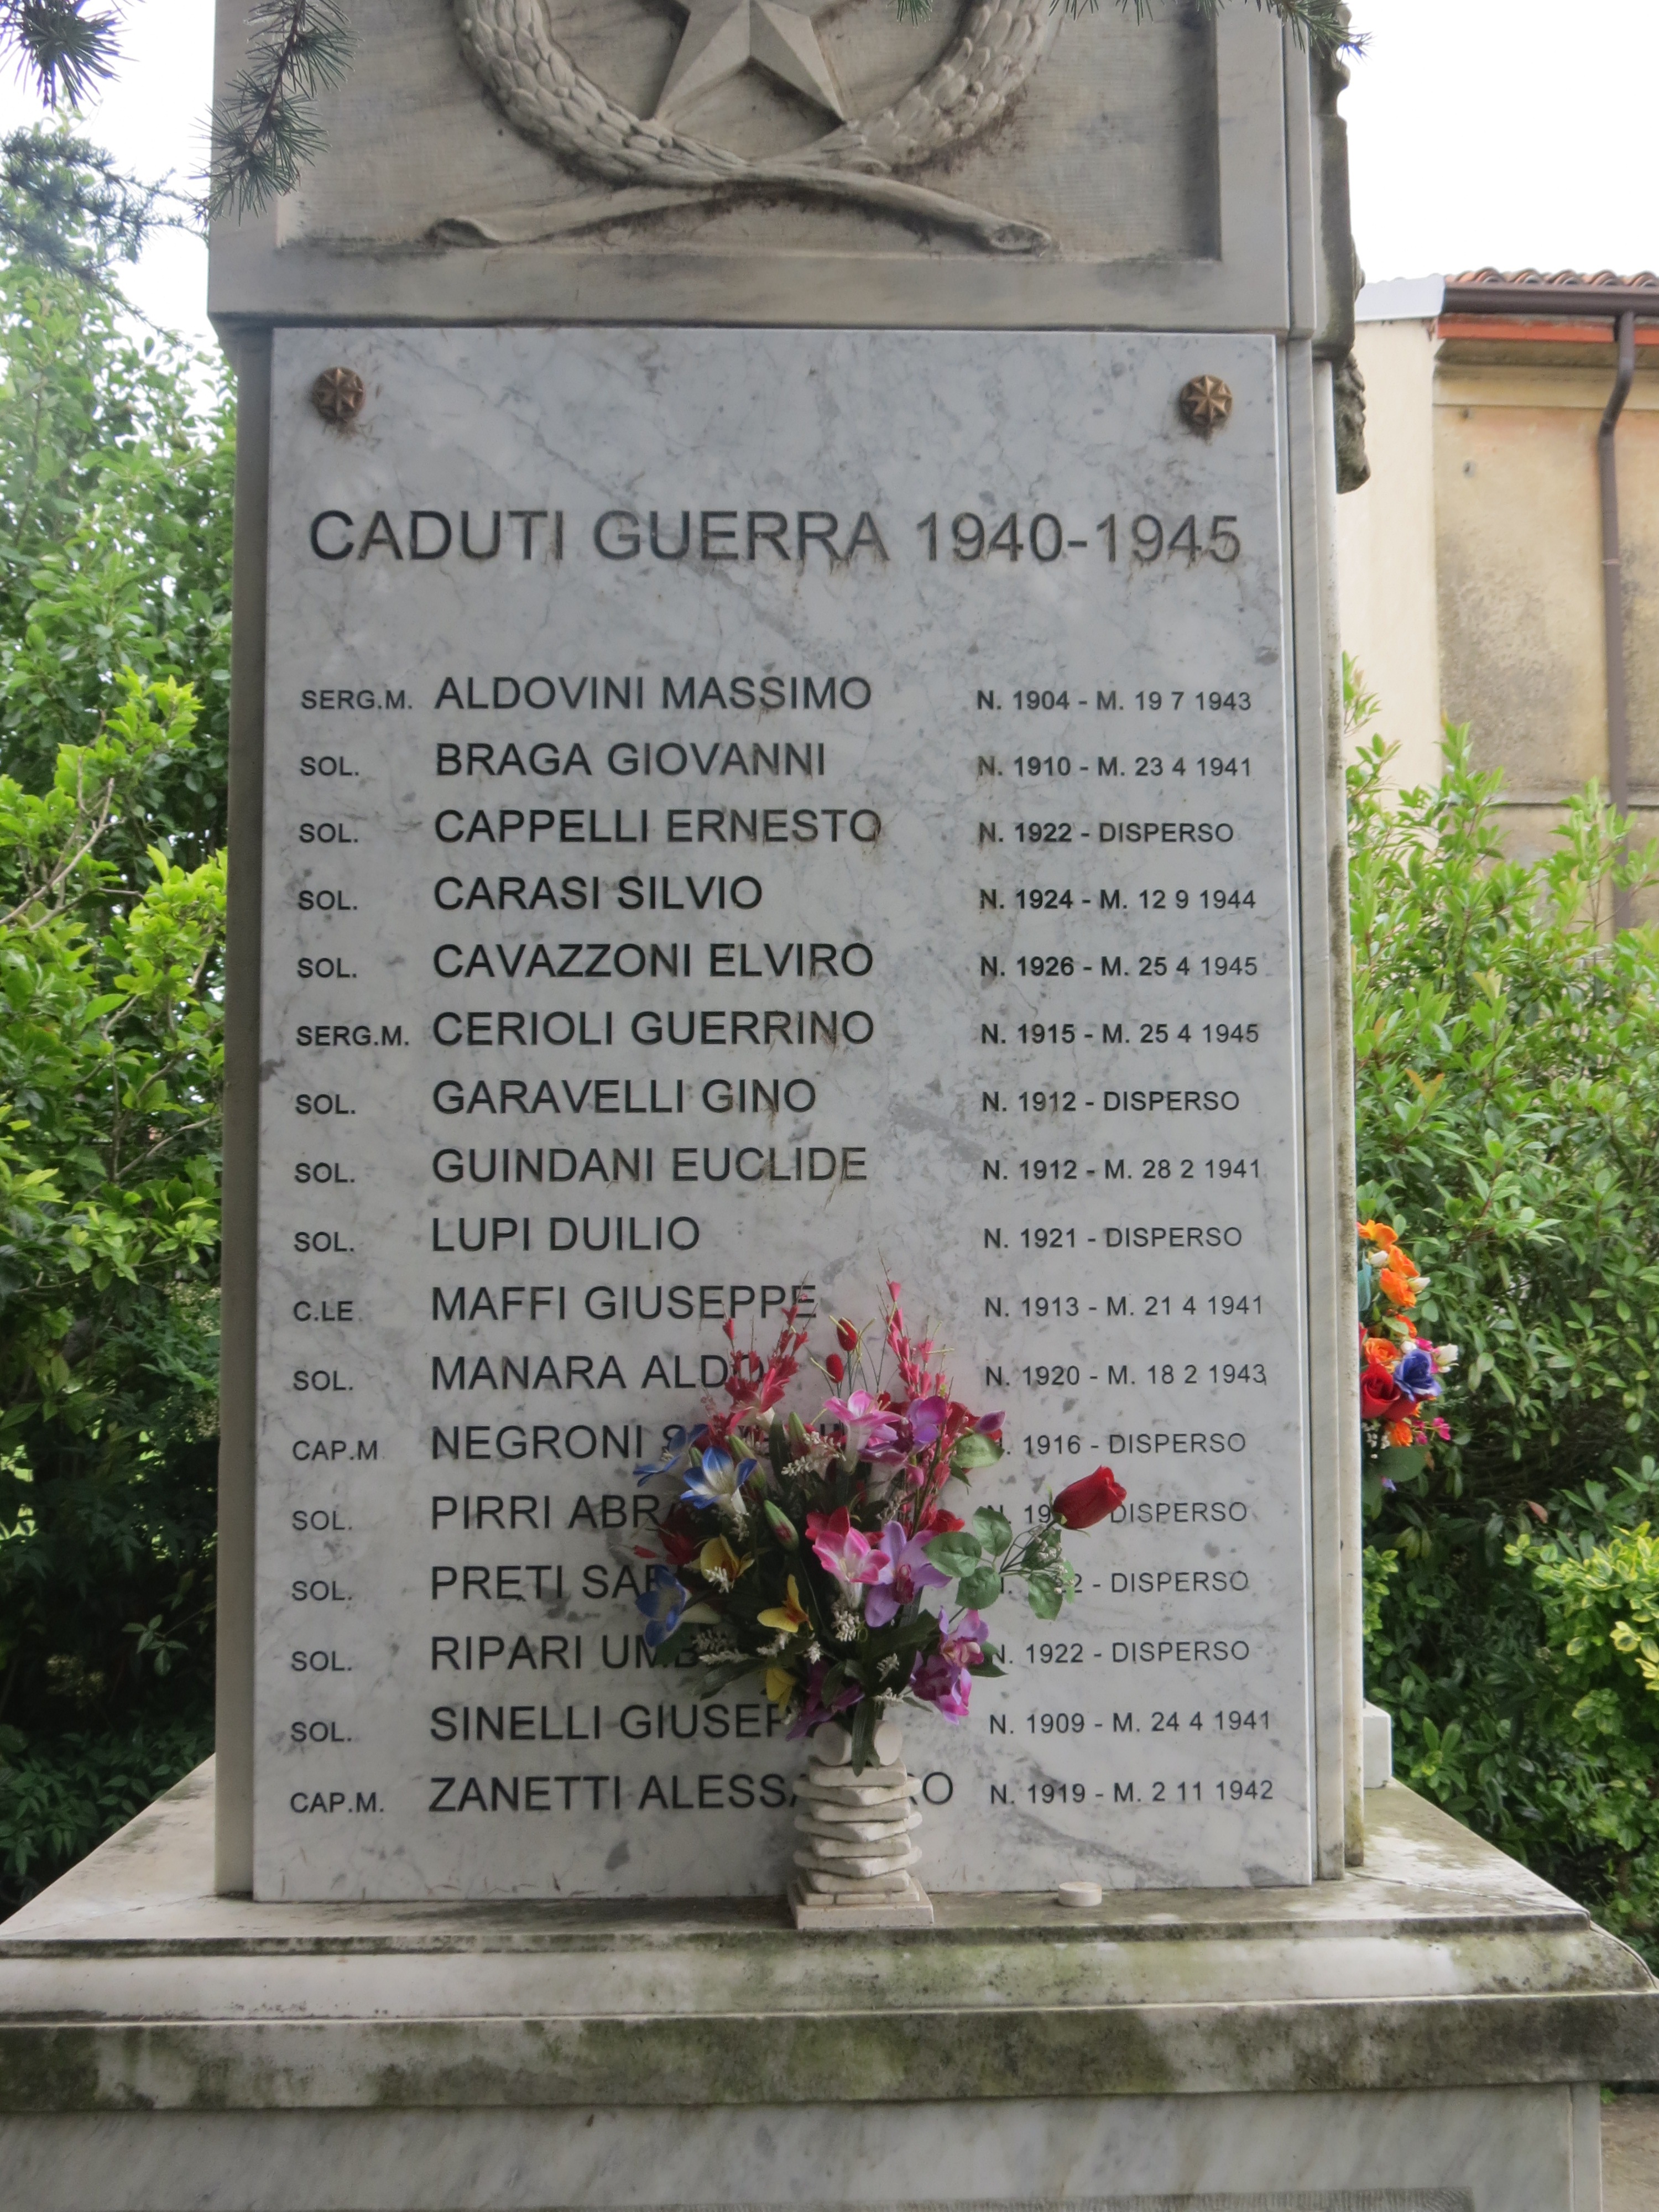 CADUTI GUERRA 1940-1945
SERG.M. ALDOVINI MASSIMO N. 1904 - M. 19 7 1943
SOL. BRAGA GIOVANNI N. 1910 - M. 23 4 1941
SOL. CAPPELLI ERNESTO N. 1922 - DISPERSO
SOL. CARASI SILVIO N. 1924 - M. 12 9 1944
SOL. CAVAZZONI ELVIRO N. 1926 - M. 25 4 1945
SERG.M. CERIOLI GUERRINO N. 1915 - M. 25 4 1945
SOL. GARAVELLI GINO N. 1912 - DISPERSO
SOL. GUINDANI EUCLIDE N. 1912 - M. 28 2 1941
SOL. LUPI DUILIO N. 1921 - DISPERSO
C.LE MAFFI GIUSEPPE N. 1913 - M. 21 4 1941
SOL. MANARA ALDO N. 1920 - M. 18 2 1943
CAP.M NEGRONI 1916 - DISPERSO
SOL. PIRRI DISPERSO
SOL. PRETI - DISPERSO
SOL. RIPARI N. 1922 - DISPERSO
SOL. SINELLI N. 1909 - M. 24 4 1941
CAP.M. ZANETTI N. 1919 - M. 2 11 1942